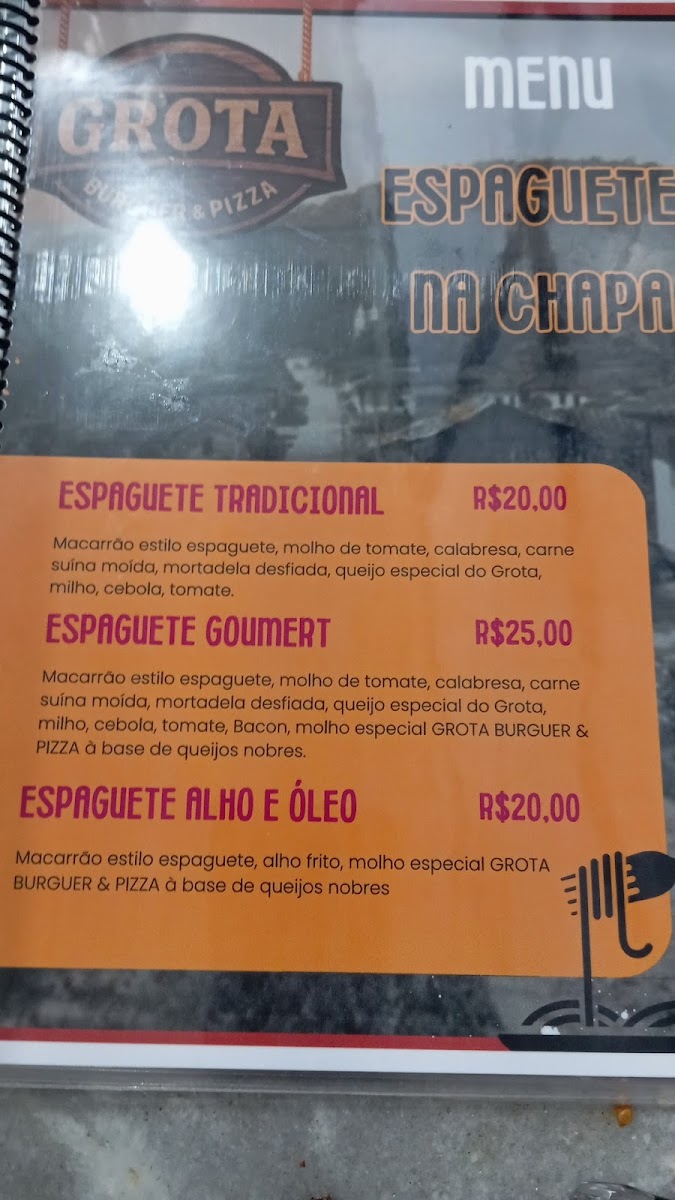 GROTA
BURGUER & PIZZA
MENU
ESPAGUETE
NA CHAPA
ESPAGUETE TRADICIONAL R$20,00
Macarrão estilo espaguete, molho de tomate, calabresa, carne
suína moída, mortadela desfiada, queijo especial do Grota,
milho, cebola, tomate.
ESPAGUETE GOUMERT R$25,00
Macarrão estilo espaguete, molho de tomate, calabresa, carne
suína moída, mortadela desfiada, queijo especial do Grota,
milho, cebola, tomate, Bacon, molho especial GROTA BURGUER &
PIZZA à base de queijos nobres.
ESPAGUETE ALHO E ÓLEO R$20,00
Macarrão estilo espaguete, alho frito, molho especial GROTA
BURGUER & PIZZA à base de queijos nobres